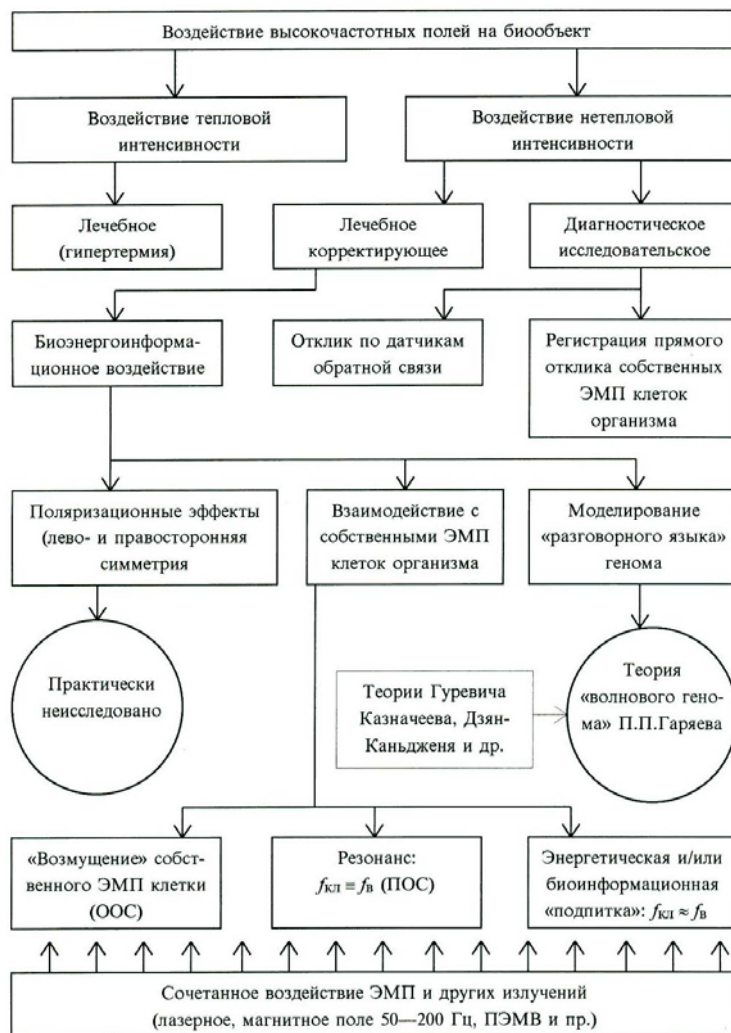 Воздействие высокочастотных полей на биообъект
Воздействие тепловой
интенсивности
Воздействие нетепловой
интенсивности
Лечебное
(гипертермия)
Лечебное
корректирующее
Диагностическое
исследовательское
Биоэнергоинформа-
ционное воздействие
Отклик по датчикам
обратной связи
Регистрация прямого
отклика собственных
ЭМП клеток
организма
Поляризационные эффекты
(лево- и правосторонняя
симметрия
Взаимодействие с
собственными ЭМП
клеток организма
Моделирование
«разговорного языка»
генома
Практически
неисследовано
Теории Гуревича
Казначеева, Дзян-
Каньдженя и др.
Теория
«волнового гено-
ма» П.П.Гаряева
«Возмущение» собст-
венного ЭМП клетки
(ООС)
Резонанс:
fкл ≡ fв (ПОС)
Энергетическая и/или
биоинформационная
«подпитка»: fкл ≈ fв
Сочетанное воздействие ЭМП и других излучений
(лазерное, магнитное поле 50—200 Гц, ПЭМВ и пр.)